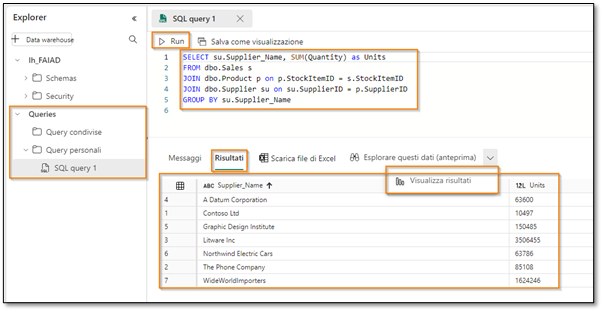 Explorer
«
SQL query 1
×
+ Data warehouse
Run
Salva come visualizzazione
lh_FAIAD
Schemas
Security
Queries
Query condivise
Query personali
SQL query 1
1 SELECT su.Supplier_Name, SUM(Quantity) as Units
2 FROM dbo.Sales s
3 JOIN dbo.Product p on p.StockItemID = s.StockItemID
4 JOIN dbo.Supplier su on su.SupplierID = p.SupplierID
5 GROUP BY su.Supplier_Name
Messaggi Risultati Scarica file di Excel Esplorare questi dati (anteprima)
Visualizza risultati
ABC Supplier_Name ↑ 12L Units
4 A Datum Corporation 63600
1 Contoso Ltd 10497
5 Graphic Design Institute 150485
3 Litware Inc 3506455
6 Northwind Electric Cars 63786
2 The Phone Company 85108
7 WideWorldImporters 1624246